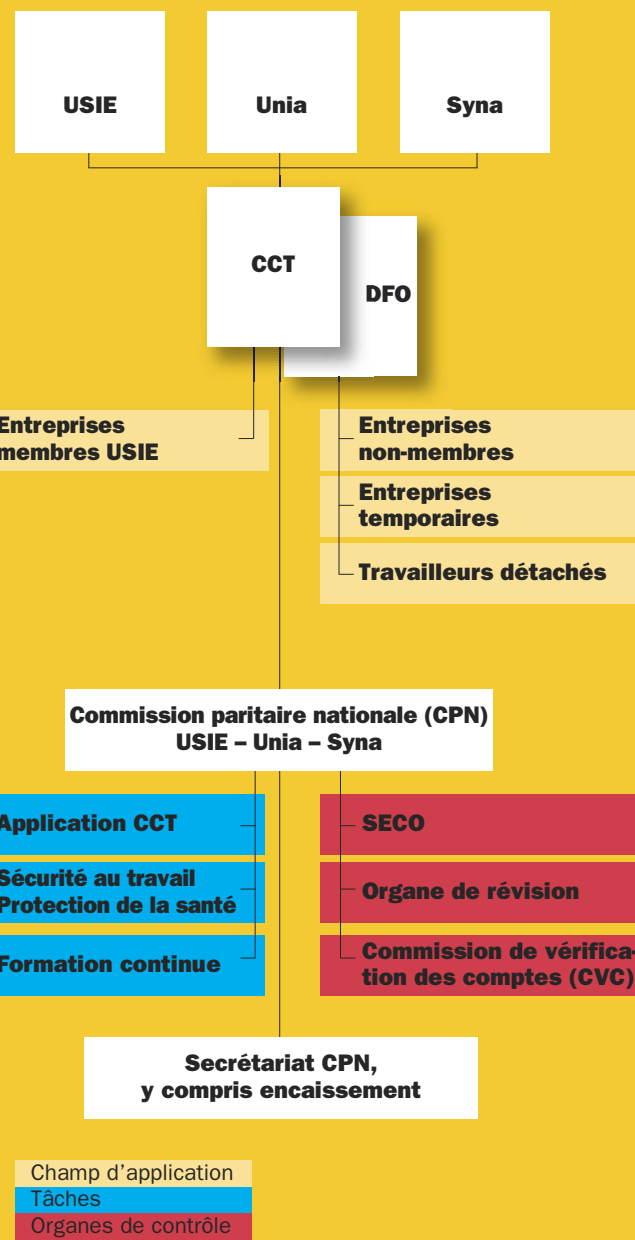 USIE
Unia
Syna
CCT
DFO
Entreprises
membres USIE
Entreprises
non-membres
Entreprises
temporaires
Travailleurs détachés
Commission paritaire nationale (CPN)
USIE – Unia – Syna
Application CCT
Sécurité au travail
Protection de la santé
Formation continue
SECO
Organe de révision
Commission de vérifica-
tion des comptes (CVC)
Secrétariat CPN,
y compris encaissement
Champ d'application
Tâches
Organes de contrôle